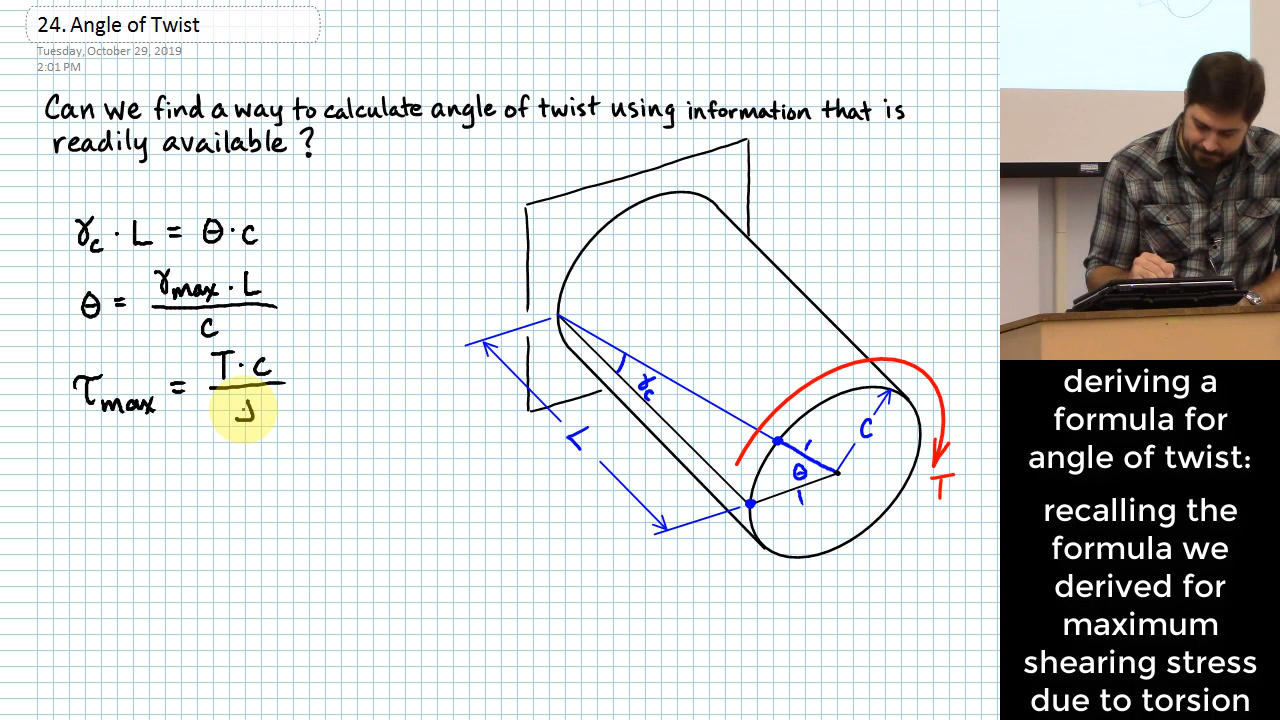 24. Angle of Twist
Tuesday, October 29, 2019
2:01 PM
Can we find a way to calculate angle of twist using information that is
readily available?
γc · L = θ · c
θ = γmax · L
c
τmax = T · c
J
L
γc
θ
c
T
deriving a
formula for
angle of twist:
recalling the
formula we
derived for
maximum
shearing stress
due to torsion